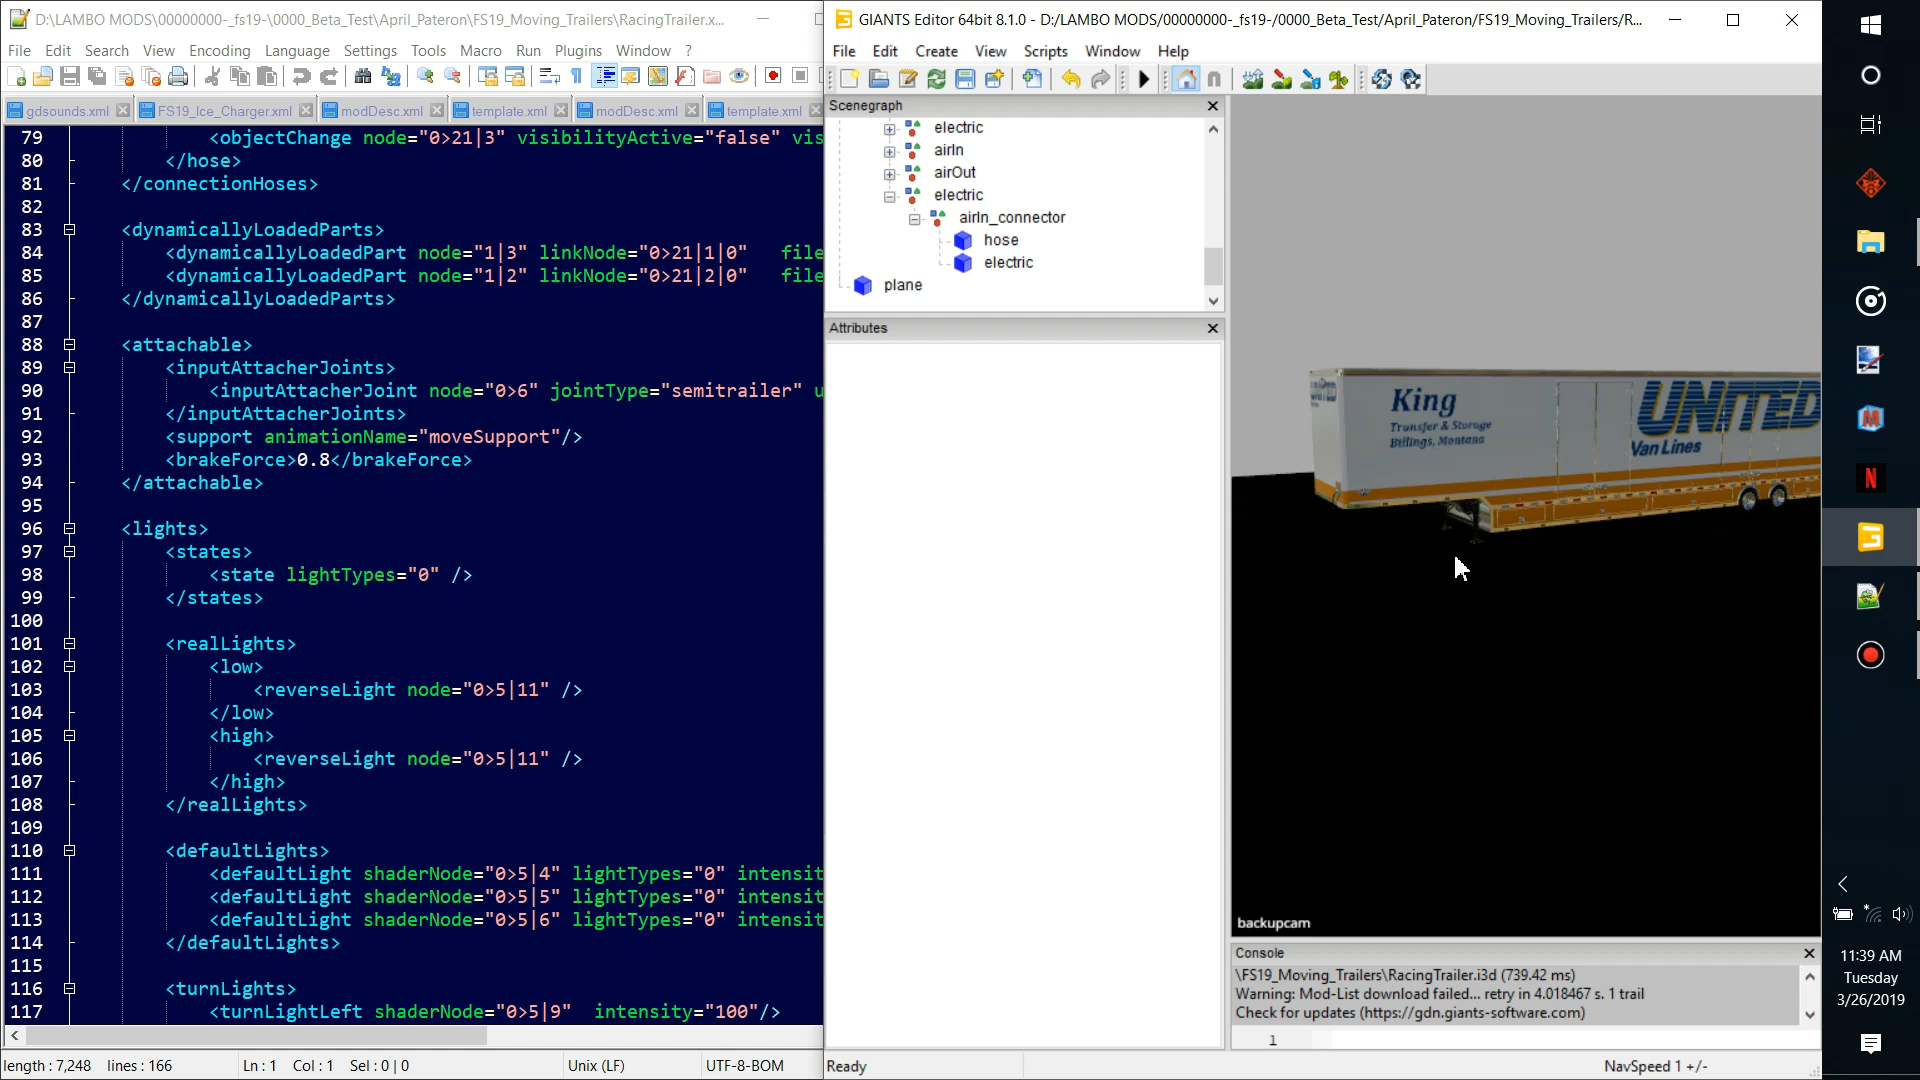 D:\LAMBO MODS\00000000-_fs19-\0000_Beta_Test\April_Pateron\FS19_Moving_Trailers\RacingTrailer.x...
File Edit Search View Encoding Language Settings Tools Macro Run Plugins Window ?
gdsounds.xml FS19_Ice_Charger.xml modDesc.xml template.xml modDesc.xml template.xml
79 <objectChange node="0>21|3" visibilityActive="false" vis
80 </hose>
81 </connectionHoses>
82
83 <dynamicallyLoadedParts>
84 <dynamicallyLoadedPart node="1|3" linkNode="0>21|1|0" file
85 <dynamicallyLoadedPart node="1|2" linkNode="0>21|2|0" file
86 </dynamicallyLoadedParts>
87
88 <attachable>
89 <inputAttacherJoints>
90 <inputAttacherJoint node="0>6" jointType="semitrailer" u
91 </inputAttacherJoints>
92 <support animationName="moveSupport"/>
93 <brakeForce>0.8</brakeForce>
94 </attachable>
95
96 <lights>
97 <states>
98 <state lightTypes="0" />
99 </states>
100
101 <realLights>
102 <low>
103 <reverseLight node="0>5|11" />
104 </low>
105 <high>
106 <reverseLight node="0>5|11" />
107 </high>
108 </realLights>
109
110 <defaultLights>
111 <defaultLight shaderNode="0>5|4" lightTypes="0" intensit
112 <defaultLight shaderNode="0>5|5" lightTypes="0" intensit
113 <defaultLight shaderNode="0>5|6" lightTypes="0" intensit
114 </defaultLights>
115
116 <turnLights>
117 <turnLightLeft shaderNode="0>5|9" intensity="100"/>
length : 7,248 lines : 166 Ln : 1 Col : 1 Sel : 0 | 0 Unix (LF) UTF-8-BOM
GIANTS Editor 64bit 8.1.0 - D:/LAMBO MODS/00000000-_fs19-/0000_Beta_Test/April_Pateron/FS19_Moving_Trailers/R...
File Edit Create View Scripts Window Help
Scenegraph
electric
airIn
airOut
electric
airIn_connector
hose
electric
plane
Attributes
King
Transfer & Storage
Billings, Montana
UNITED
Van Lines
backupcam
Console
\FS19_Moving_Trailers\RacingTrailer.i3d (739.42 ms)
Warning: Mod-List download failed... retry in 4.018467 s. 1 trail
Check for updates (https://gdn.giants-software.com)
1
Ready NavSpeed 1 +/-
11:39 AM
Tuesday
3/26/2019